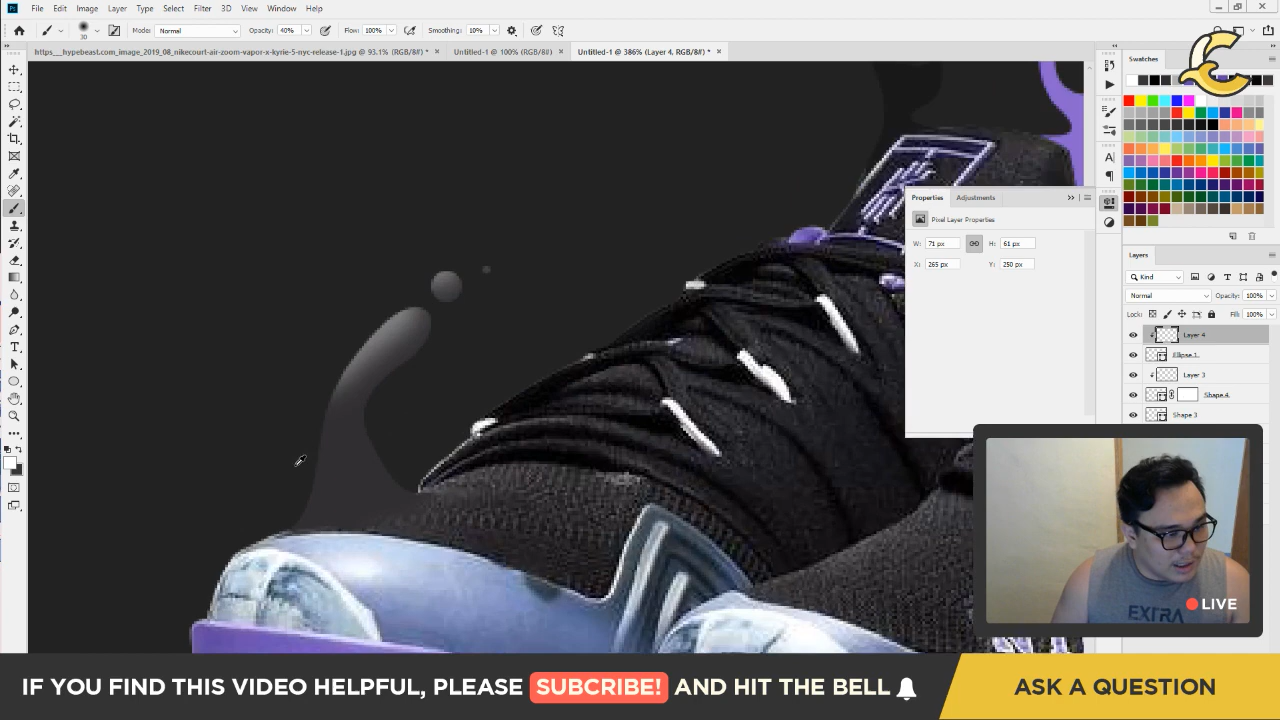 Ps File Edit Image Layer Type Select Filter 3D View Window Help
30 Mode: Normal Opacity: 40% Flow: 100% Smoothing: 10%
https__hypebeast.com_image_2019_08_nikecourt-air-zoom-vapor-x-kyrie-5-nyc-release-1.jpg @ 93.1% (RGB/8#) * × Untitled-1 @ 100% (RGB/8#) × Untitled-1 @ 386% (Layer 4, RGB/8#) * ×
Swatches
Properties Adjustments
Pixel Layer Properties
W: 71 px H: 61 px
X: 265 px Y: 250 px
Layers
Kind
Normal Opacity: 100%
Lock: Fill: 100%
Layer 4
Ellipse 1
Layer 3
Shape 4
Shape 3
EXTRA
LIVE
IF YOU FIND THIS VIDEO HELPFUL, PLEASE SUBCRIBE! AND HIT THE BELL
ASK A QUESTION